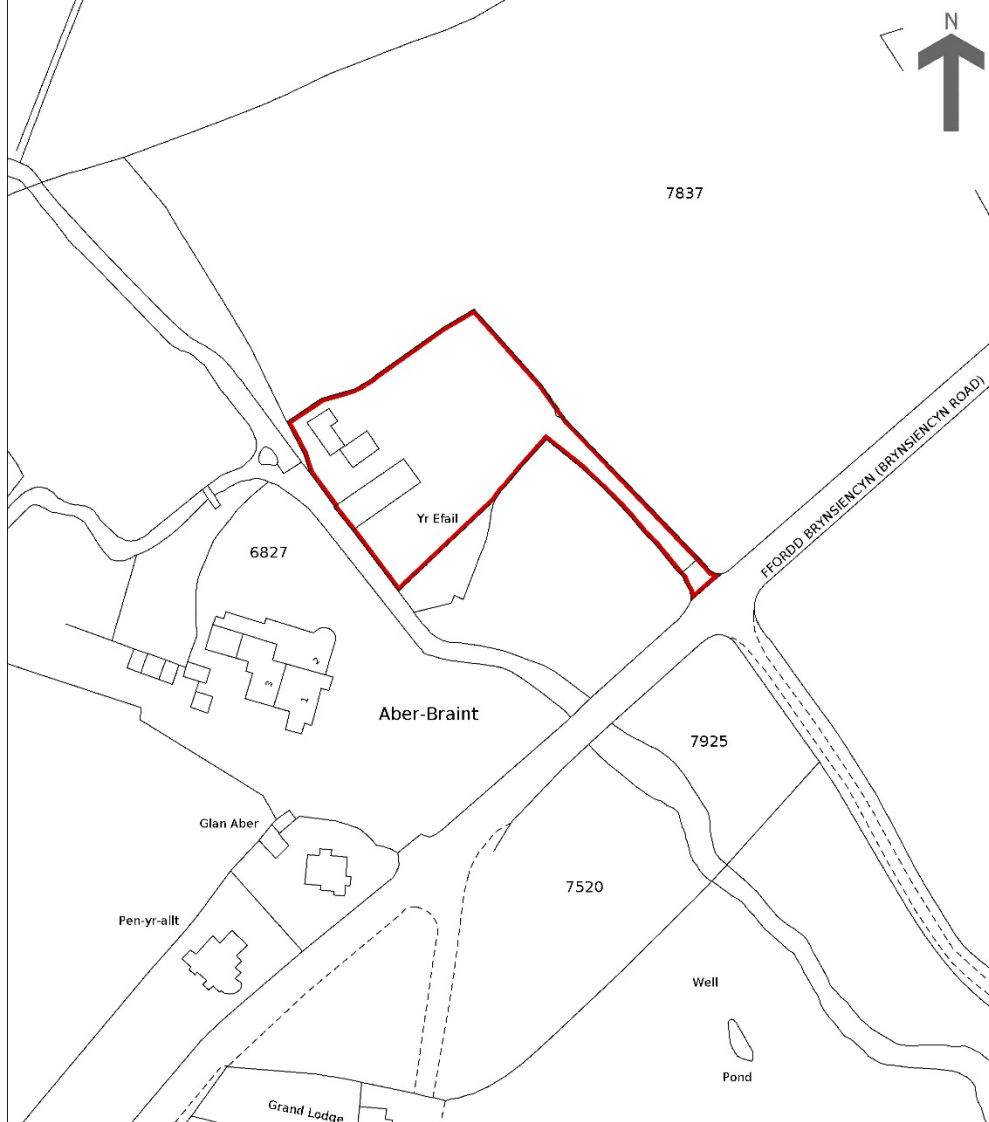 N
7837
FFORDD BRYNSIENCYN (BRYNSIENCYN ROAD)
Yr Efail
6827
2
3
1
Aber-Braint
7925
Glan Aber
7520
Pen-yr-allt
Well
Pond
Grand Lodge